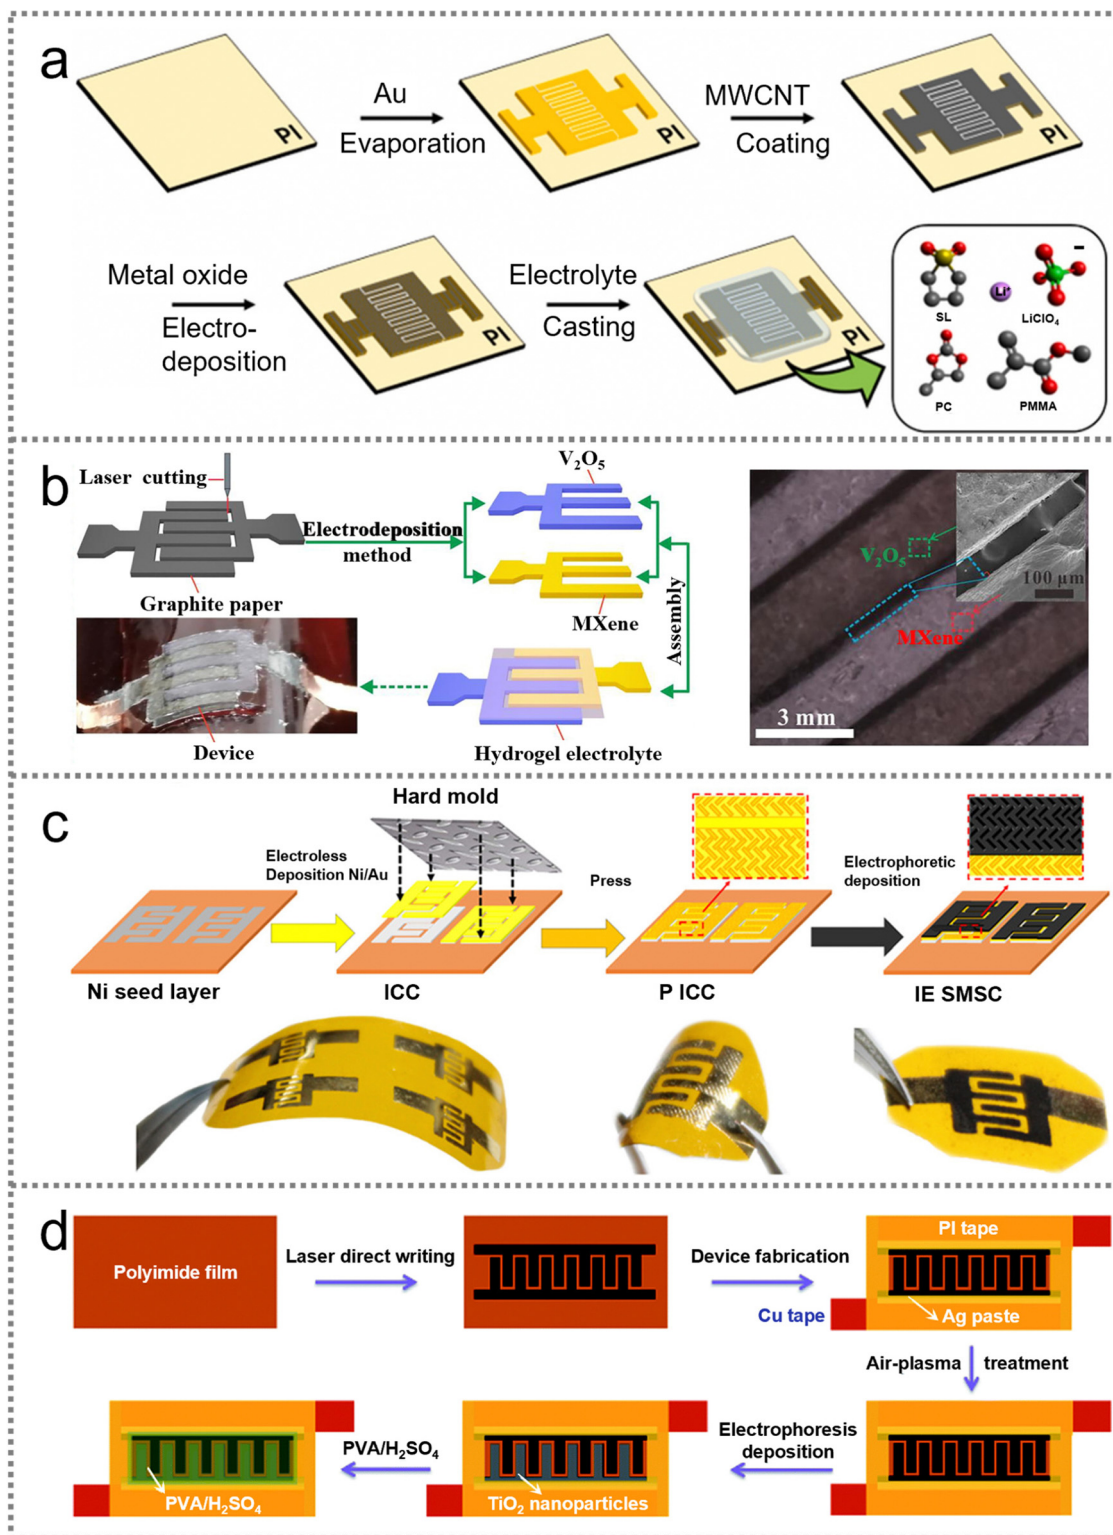 a
PI
Au
Evaporation
PI
MWCNT
Coating
PI
Metal oxide
Electro-
deposition
PI
Electrolyte
Casting
PI
SL
Li⁺
LiClO₄
−
PC
PMMA
b
Laser cutting
Graphite paper
Electrodeposition
method
V₂O₅
MXene
Assembly
Hydrogel electrolyte
Device
V₂O₅
MXene
100 μm
3 mm
c
Hard mold
Electroless
Deposition Ni/Au
Press
Electrophoretic
deposition
Ni seed layer
ICC
P ICC
IE SMSC
d
Polyimide film
Laser direct writing
Device fabrication
Cu tape
PI tape
Ag paste
Air-plasma treatment
Electrophoresis
deposition
TiO₂ nanoparticles
PVA/H₂SO₄
PVA/H₂SO₄